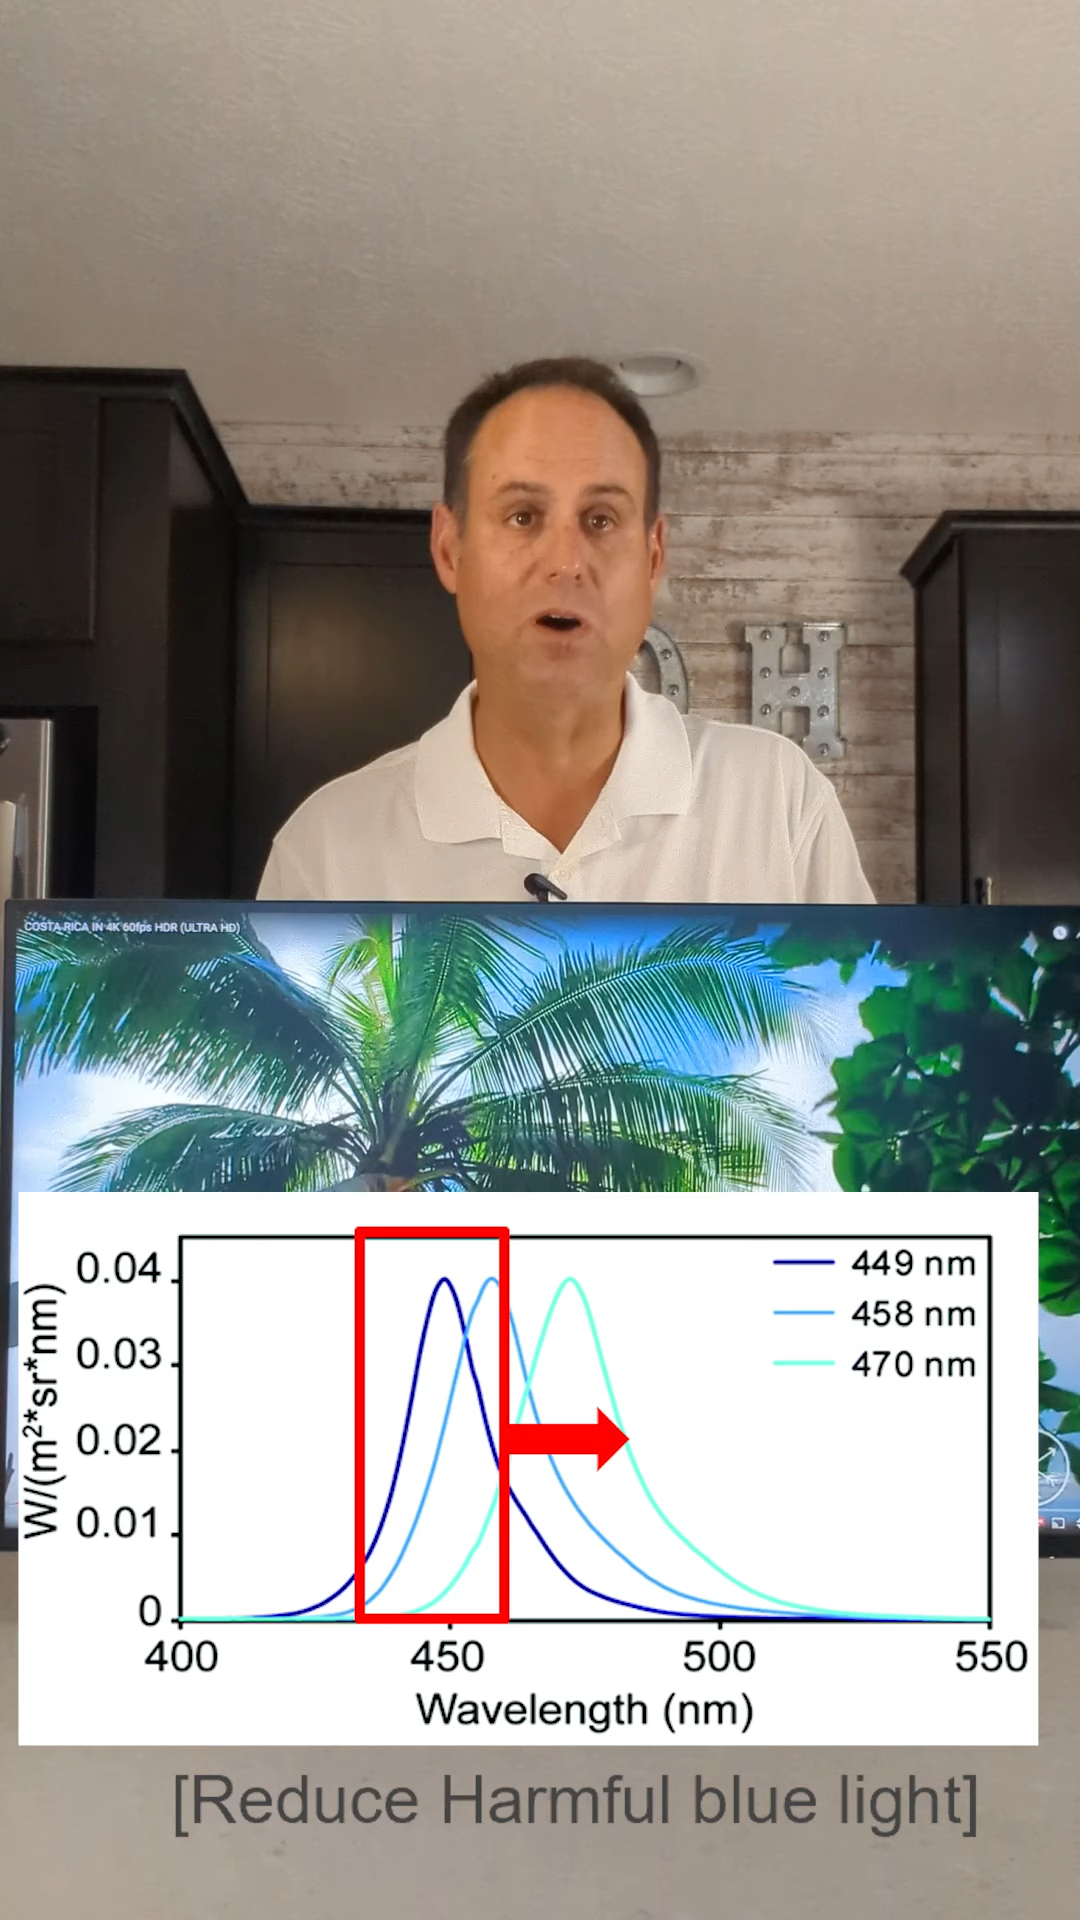 OH
COSTA RICA IN 4K 60fps HDR (ULTRA HD)
449 nm
458 nm
470 nm
W/(m²*sr*nm)
0.04
0.03
0.02
0.01
0
400 450 500 550
Wavelength (nm)
[Reduce Harmful blue light]